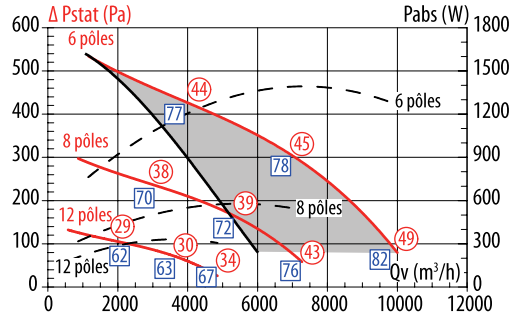 Δ Pstat (Pa) Pabs (W)
600 1800
6 pôles
500 1500
44
6 pôles
400 77 1200
45
8 pôles
300 38 78 900
70 39
200 12 pôles 8 pôles 600
29 72
30 49
100 62 34 43 300
12 pôles 63 67 76 82 Qv (m³/h)
0 0
0 2000 4000 6000 8000 10000 12000